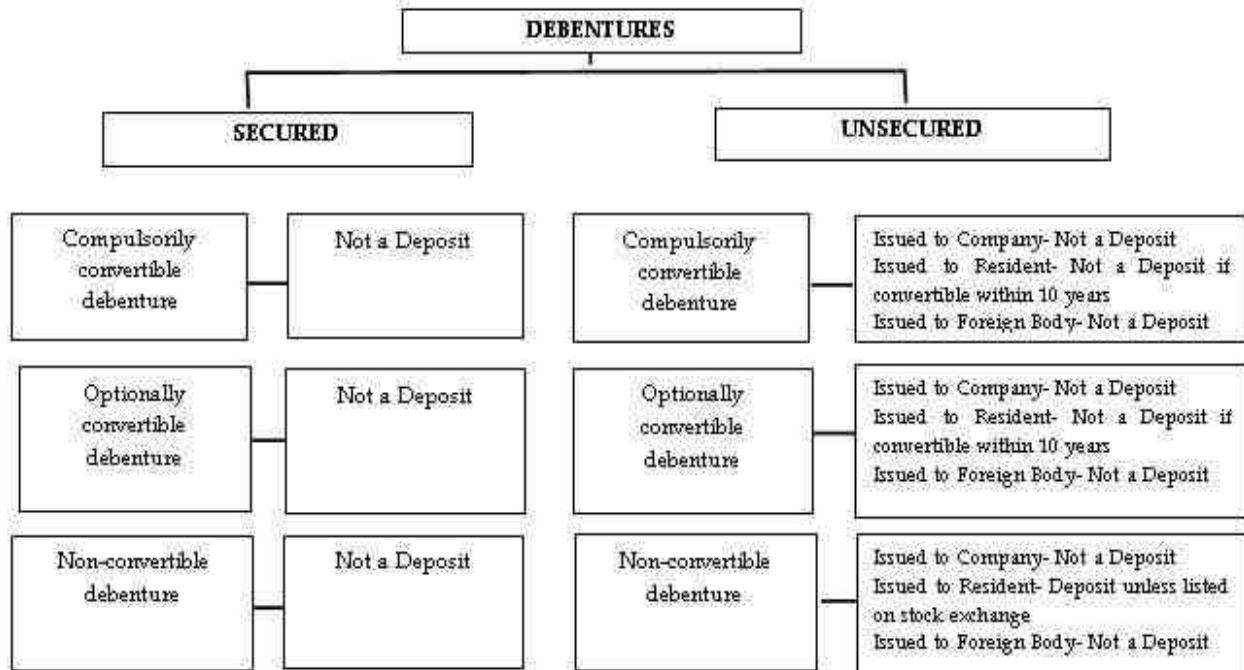 DEBENTURES
SECURED
UNSECURED
Compulsorily
convertible
debenture
Not a Deposit
Compulsorily
convertible
debenture
Issued to Company- Not a Deposit
Issued to Resident- Not a Deposit if
convertible within 10 years
Issued to Foreign Body- Not a Deposit
Optionally
convertible
debenture
Not a Deposit
Optionally
convertible
debenture
Issued to Company- Not a Deposit
Issued to Resident- Not a Deposit if
convertible within 10 years
Issued to Foreign Body- Not a Deposit
Non-convertible
debenture
Not a Deposit
Non-convertible
debenture
Issued to Company- Not a Deposit
Issued to Resident- Deposit unless listed
on stock exchange
Issued to Foreign Body- Not a Deposit